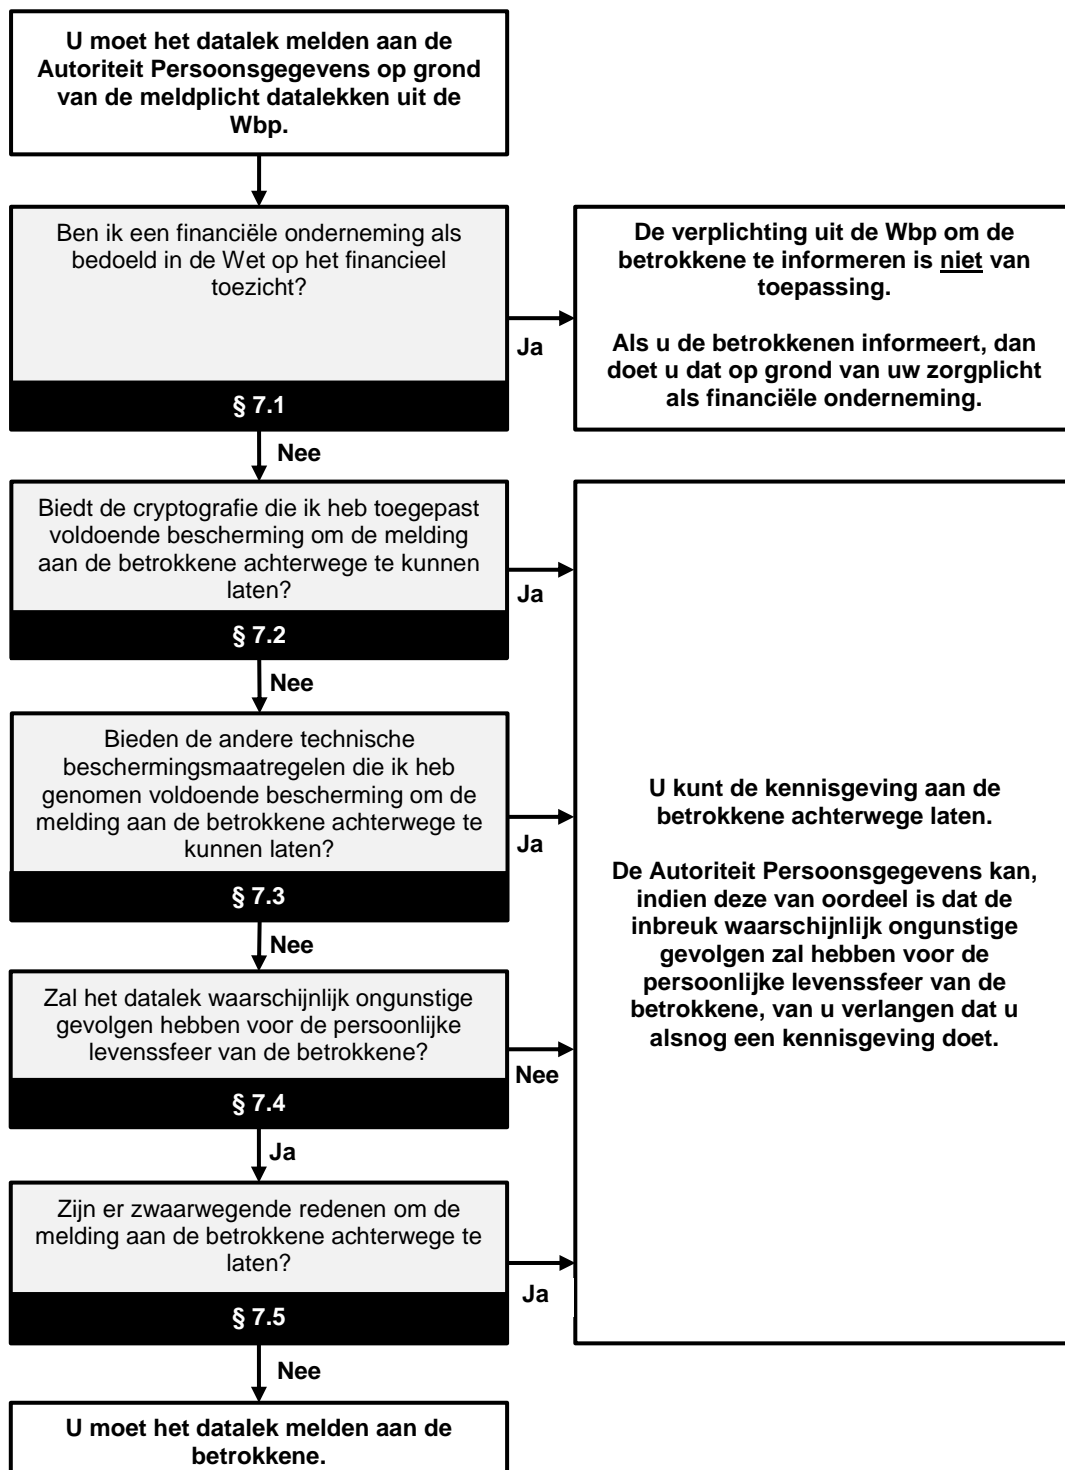 U moet het datalek melden aan de
Autoriteit Persoonsgegevens op grond
van de meldplicht datalekken uit de
Wbp.
Ben ik een financiële onderneming als
bedoeld in de Wet op het financieel
toezicht?
§ 7.1
Ja
De verplichting uit de Wbp om de
betrokkene te informeren is niet van
toepassing.
Als u de betrokkenen informeert, dan
doet u dat op grond van uw zorgplicht
als financiële onderneming.
Nee
Biedt de cryptografie die ik heb toegepast
voldoende bescherming om de melding
aan de betrokkene achterwege te kunnen
laten?
§ 7.2
Ja
Nee
Bieden de andere technische
beschermingsmaatregelen die ik heb
genomen voldoende bescherming om de
melding aan de betrokkene achterwege te
kunnen laten?
§ 7.3
Ja
Nee
Zal het datalek waarschijnlijk ongunstige
gevolgen hebben voor de persoonlijke
levenssfeer van de betrokkene?
§ 7.4
Nee
Ja
Zijn er zwaarwegende redenen om de
melding aan de betrokkene achterwege te
laten?
§ 7.5
Ja
U kunt de kennisgeving aan de
betrokkene achterwege laten.
De Autoriteit Persoonsgegevens kan,
indien deze van oordeel is dat de
inbreuk waarschijnlijk ongunstige
gevolgen zal hebben voor de
persoonlijke levenssfeer van de
betrokkene, van u verlangen dat u
alsnog een kennisgeving doet.
Nee
U moet het datalek melden aan de
betrokkene.